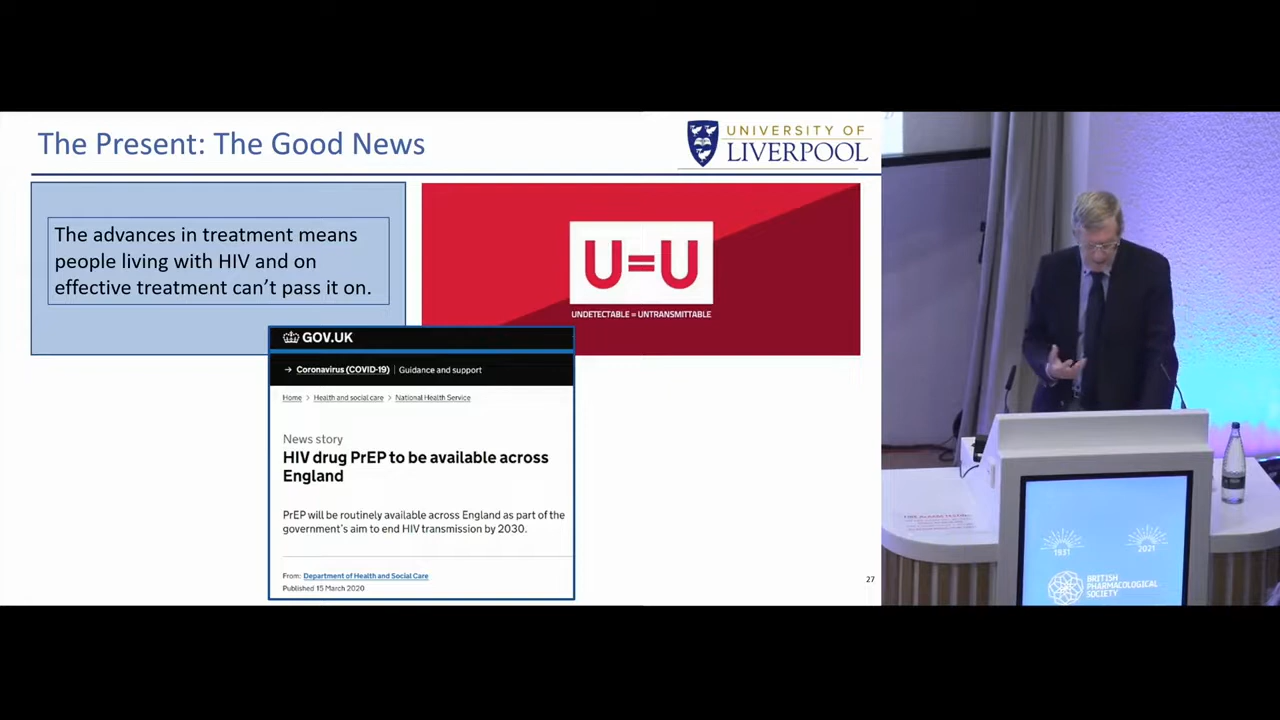 The Present: The Good News
UNIVERSITY OF
LIVERPOOL
The advances in treatment means
people living with HIV and on
effective treatment can't pass it on.
U=U
UNDETECTABLE = UNTRANSMITTABLE
GOV.UK
→ Coronavirus (COVID-19) | Guidance and support
Home > Health and social care > National Health Service
News story
HIV drug PrEP to be available across
England
PrEP will be routinely available across England as part of the
government's aim to end HIV transmission by 2030.
From: Department of Health and Social Care
Published 15 March 2020
27
1931
2021
BRITISH
PHARMACOLOGICAL
SOCIETY